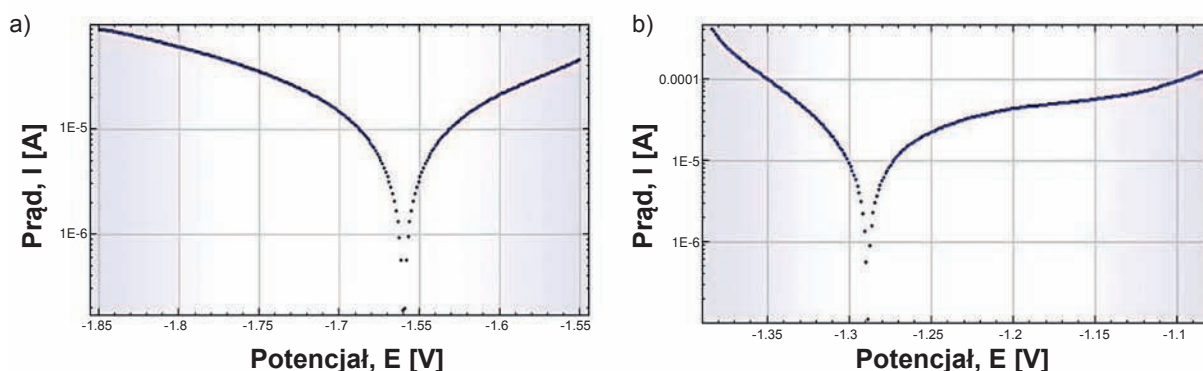 a)
Prąd, I [A]
1E-5
1E-6
-1.85
-1.8
-1.75
-1.7
-1.55
-1.6
-1.55
Potencjał, E [V]
b)
Prąd, I [A]
0.0001
1E-5
1E-6
-1.35
-1.3
-1.25
-1.2
-1.15
-1.1
Potencjał, E [V]